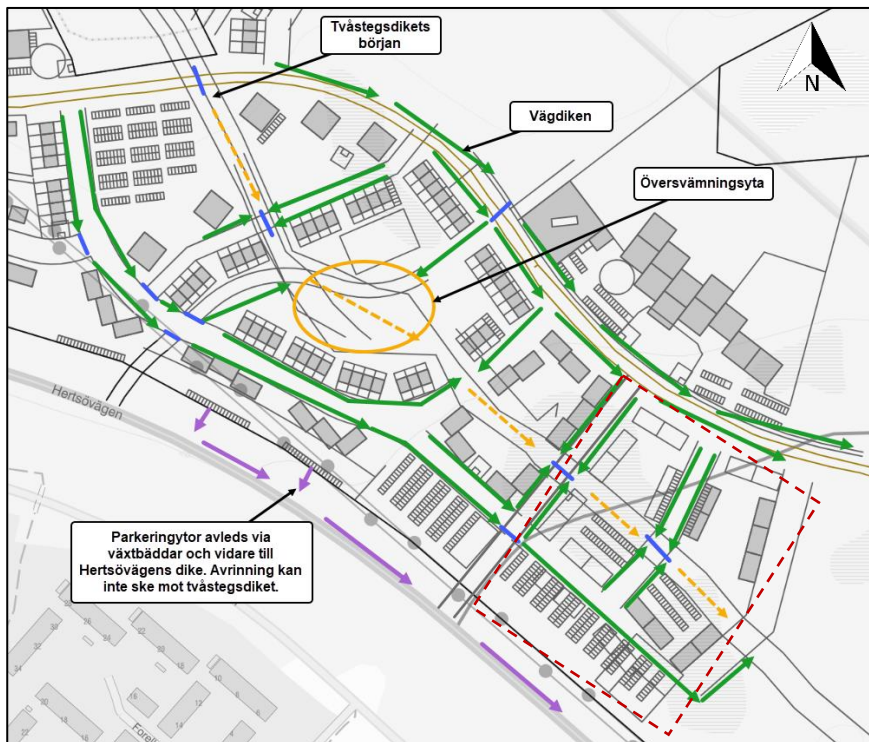 Tvåstegsdikets
början
N
Vägdiken
Översvämningsyta
Hertsövägen
Parkeringytor avleds via
växtbäddar och vidare till
Hertsövägens dike. Avrinning kan
inte ske mot tvåstegsdiket.